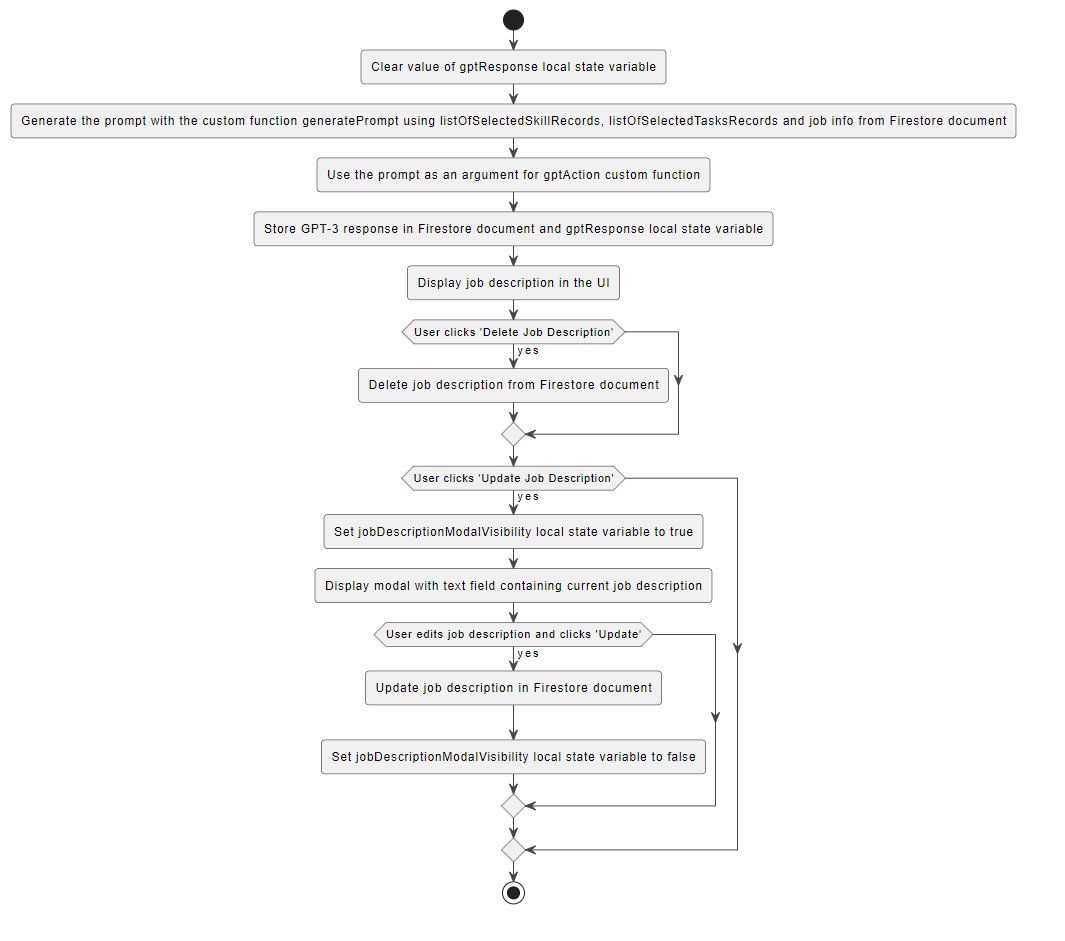 Clear value of gptResponse local state variable
Generate the prompt with the custom function generatePrompt using listOfSelectedSkillRecords, listOfSelectedTasksRecords and job info from Firestore document
Use the prompt as an argument for gptAction custom function
Store GPT-3 response in Firestore document and gptResponse local state variable
Display job description in the UI
User clicks 'Delete Job Description'
yes
Delete job description from Firestore document
User clicks 'Update Job Description'
yes
Set jobDescriptionModalVisibility local state variable to true
Display modal with text field containing current job description
User edits job description and clicks 'Update'
yes
Update job description in Firestore document
Set jobDescriptionModalVisibility local state variable to false